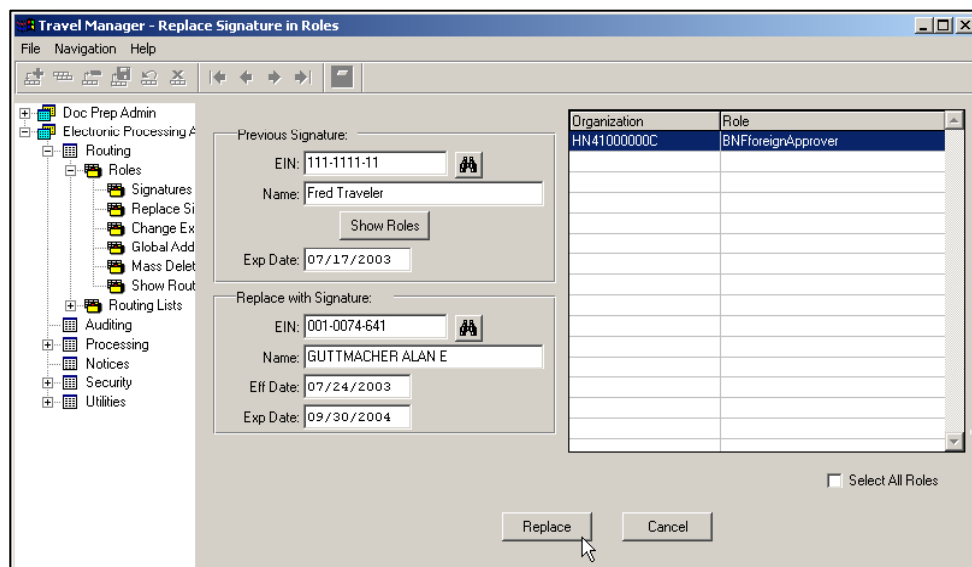 Travel Manager - Replace Signature in Roles
File Navigation Help
Doc Prep Admin
Electronic Processing A
Routing
Roles
Signatures
Replace Si
Change Ex
Global Add
Mass Delet
Show Rout
Routing Lists
Auditing
Processing
Notices
Security
Utilities
Previous Signature:
EIN: 111-1111-11
Name: Fred Traveler
Show Roles
Exp Date: 07/17/2003
Replace with Signature:
EIN: 001-0074-641
Name: GUTTMACHER ALAN E
Eff Date: 07/24/2003
Exp Date: 09/30/2004
Organization Role
HN41000000C BNFforeignApprover
Select All Roles
Replace Cancel